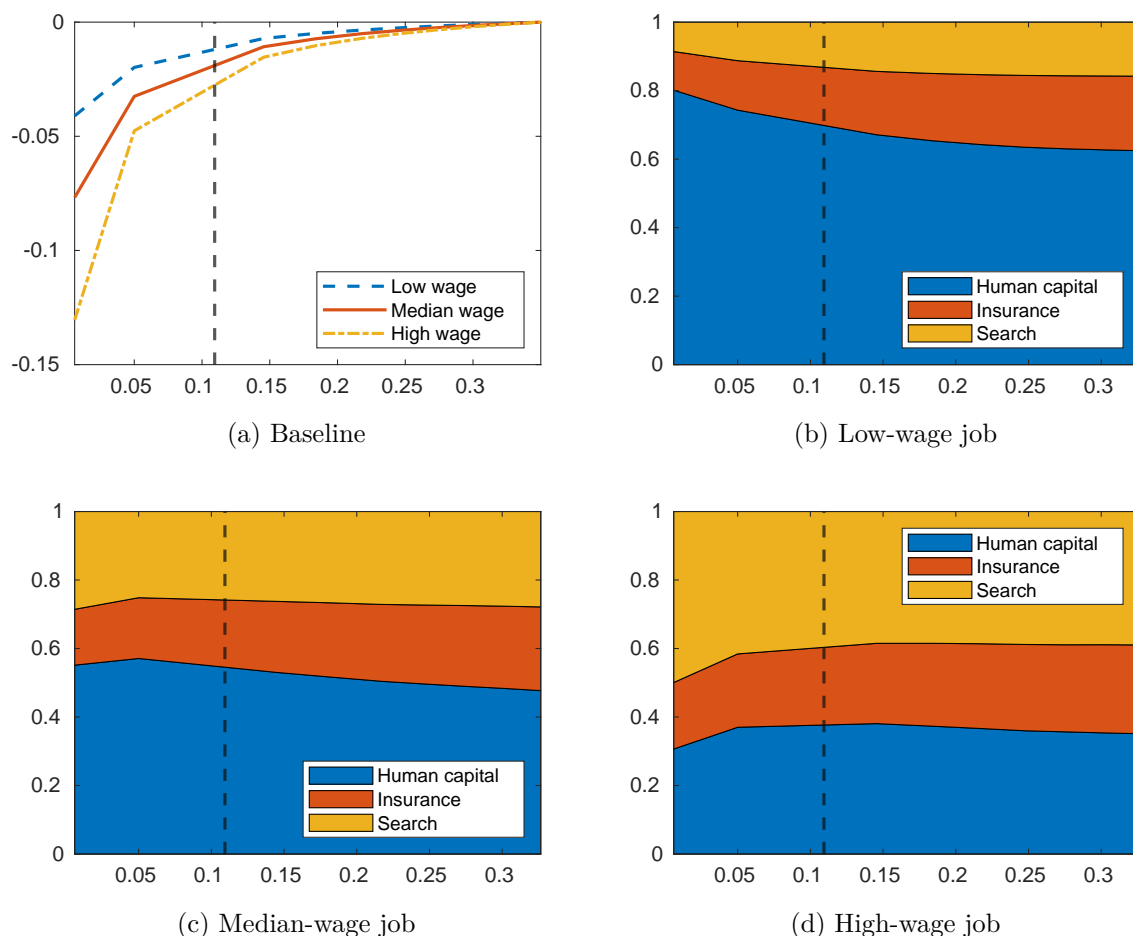 0
-0.05
-0.1
-0.15
0.05 0.1 0.15 0.2 0.25 0.3
Low wage
Median wage
High wage
(a) Baseline
1
0.8
0.6
0.4
0.2
0
0.05 0.1 0.15 0.2 0.25 0.3
Human capital
Insurance
Search
(b) Low-wage job
1
0.8
0.6
0.4
0.2
0
0.05 0.1 0.15 0.2 0.25 0.3
Human capital
Insurance
Search
(c) Median-wage job
1
0.8
0.6
0.4
0.2
0
0.05 0.1 0.15 0.2 0.25 0.3
Human capital
Insurance
Search
(d) High-wage job